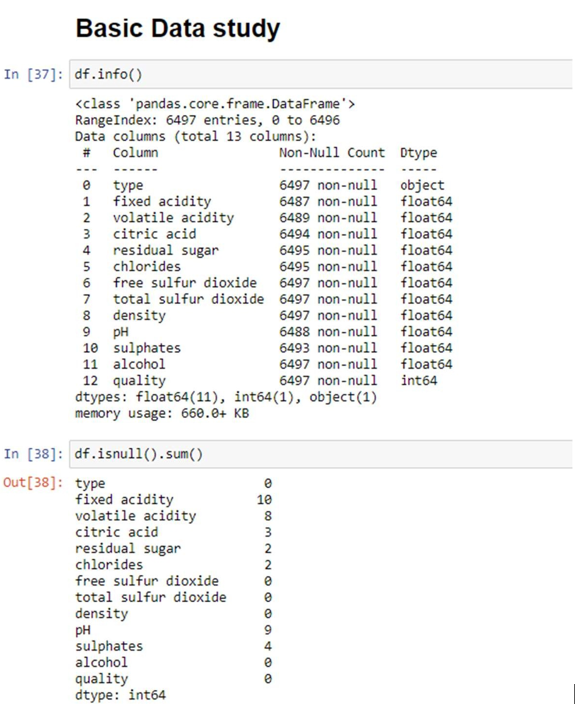 Basic Data study
In [37]: df.info()
<class 'pandas.core.frame.DataFrame'>
RangeIndex: 6497 entries, 0 to 6496
Data columns (total 13 columns):
 #   Column                Non-Null Count  Dtype
---  ------                --------------  -----
 0   type                  6497 non-null   object
 1   fixed acidity         6487 non-null   float64
 2   volatile acidity      6489 non-null   float64
 3   citric acid           6494 non-null   float64
 4   residual sugar        6495 non-null   float64
 5   chlorides             6495 non-null   float64
 6   free sulfur dioxide   6497 non-null   float64
 7   total sulfur dioxide  6497 non-null   float64
 8   density               6497 non-null   float64
 9   pH                    6488 non-null   float64
 10  sulphates             6493 non-null   float64
 11  alcohol               6497 non-null   float64
 12  quality               6497 non-null   int64
dtypes: float64(11), int64(1), object(1)
memory usage: 660.0+ KB
In [38]: df.isnull().sum()
Out[38]: type                     0
fixed acidity           10
volatile acidity         8
citric acid              3
residual sugar           2
chlorides                2
free sulfur dioxide      0
total sulfur dioxide     0
density                  0
pH                       9
sulphates                4
alcohol                  0
quality                  0
dtype: int64